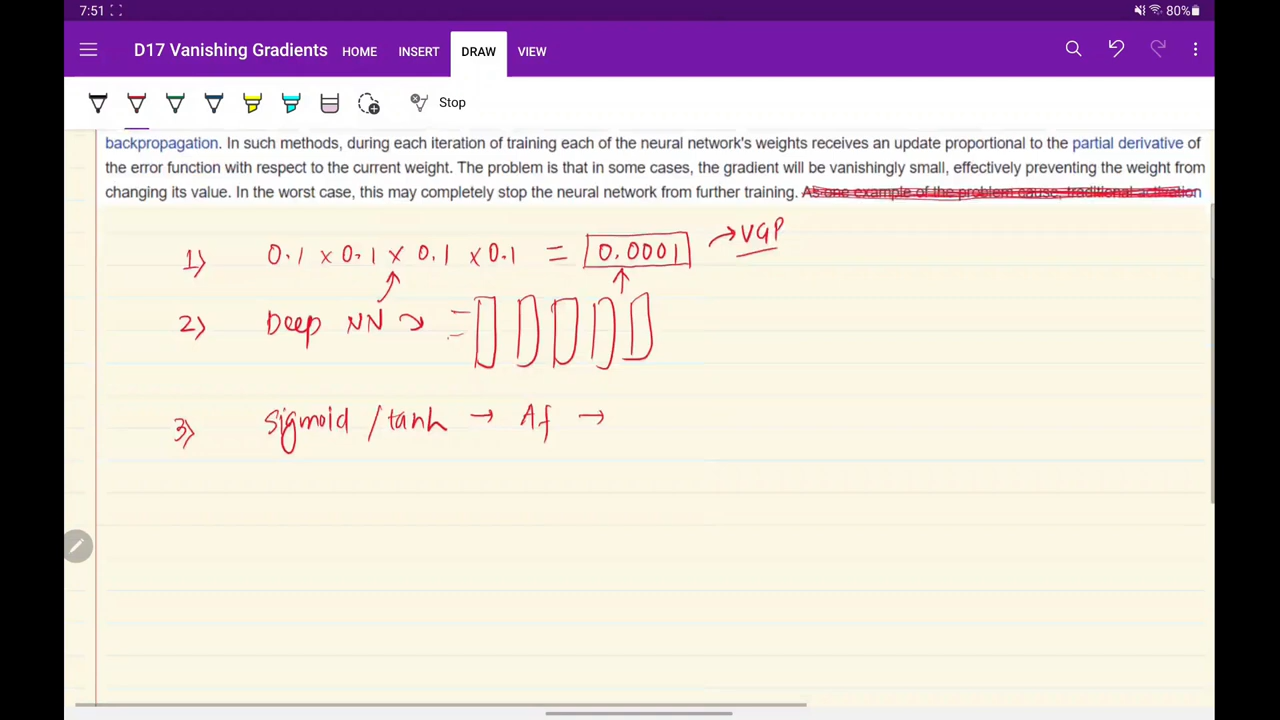 7:51 80%
D17 Vanishing Gradients HOME INSERT DRAW VIEW
Stop
backpropagation. In such methods, during each iteration of training each of the neural network's weights receives an update proportional to the partial derivative of
the error function with respect to the current weight. The problem is that in some cases, the gradient will be vanishingly small, effectively preventing the weight from
changing its value. In the worst case, this may completely stop the neural network from further training. As one example of the problem cause, traditional activation
1) 0.1 × 0.1 × 0.1 × 0.1 = 0.0001 → VGP
2) Deep NN →
3) sigmoid / tanh → Af →